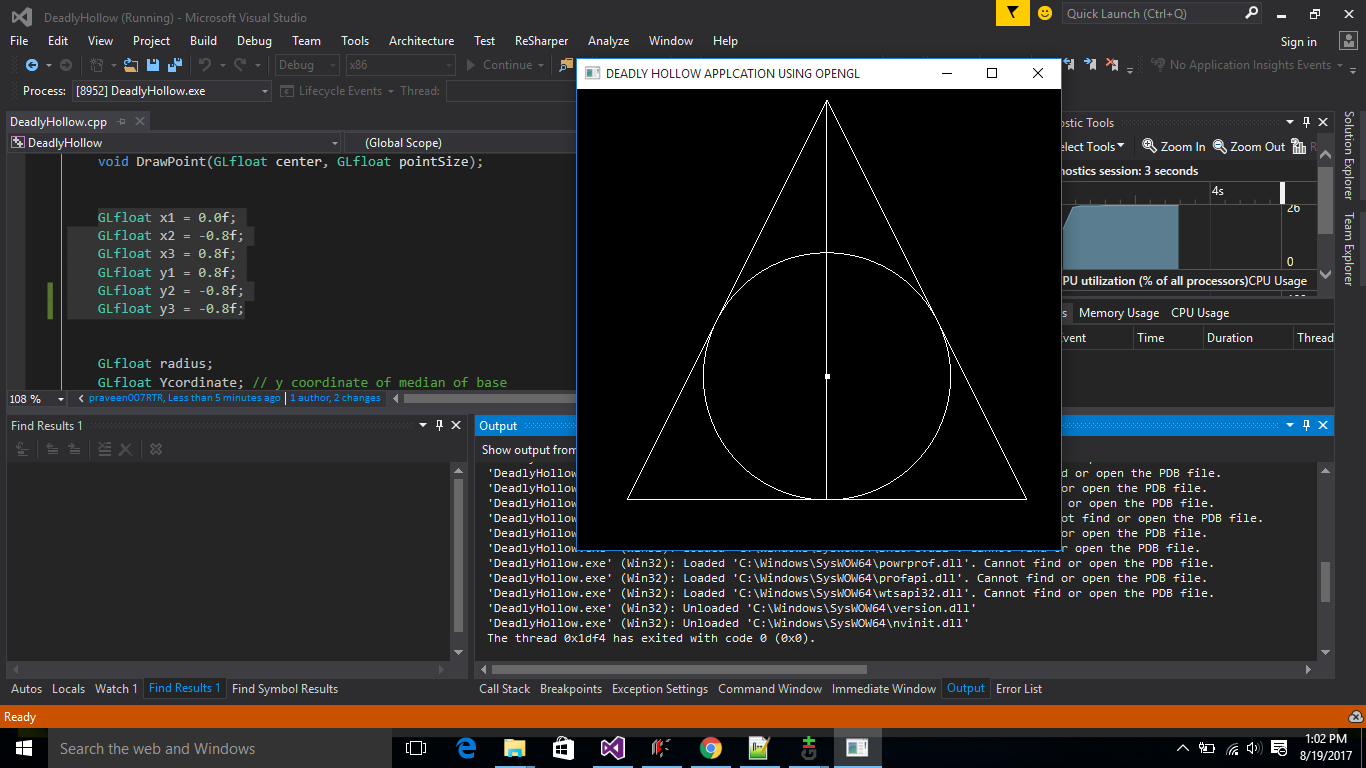 DeadlyHollow (Running) - Microsoft Visual Studio
Quick Launch (Ctrl+Q)
File Edit View Project Build Debug Team Tools Architecture Test ReSharper Analyze Window Help
Sign in
Debug x86 Continue
No Application Insights Events
Process: [8952] DeadlyHollow.exe Lifecycle Events Thread:
DEADLY HOLLOW APPLCATION USING OPENGL
DeadlyHollow.cpp
DeadlyHollow (Global Scope)
void DrawPoint(GLfloat center, GLfloat pointSize);
GLfloat x1 = 0.0f;
GLfloat x2 = -0.8f;
GLfloat x3 = 0.8f;
GLfloat y1 = 0.8f;
GLfloat y2 = -0.8f;
GLfloat y3 = -0.8f;
GLfloat radius;
GLfloat Ycordinate; // y coordinate of median of base
108 % praveen007RTR, Less than 5 minutes ago | 1 author, 2 changes
ostic Tools
elect Tools Zoom In Zoom Out R
nostics session: 3 seconds
4s
26
0
PU utilization (% of all processors)CPU Usage
s Memory Usage CPU Usage
vent Time Duration Thread
Solution Explorer
Team Explorer
Find Results 1
Output
Show output from
'DeadlyHollow d or open the PDB file.
'DeadlyHollow or open the PDB file.
'DeadlyHollow or open the PDB file.
'DeadlyHollow ot find or open the PDB file.
'DeadlyHollow or open the PDB file.
'DeadlyHollow.exe' (Win32): Loaded Cannot find or open the PDB file.
'DeadlyHollow.exe' (Win32): Loaded 'C:\Windows\SysWOW64\powrprof.dll'. Cannot find or open the PDB file.
'DeadlyHollow.exe' (Win32): Loaded 'C:\Windows\SysWOW64\profapi.dll'. Cannot find or open the PDB file.
'DeadlyHollow.exe' (Win32): Loaded 'C:\Windows\SysWOW64\wtsapi32.dll'. Cannot find or open the PDB file.
'DeadlyHollow.exe' (Win32): Unloaded 'C:\Windows\SysWOW64\version.dll'
'DeadlyHollow.exe' (Win32): Unloaded 'C:\Windows\SysWOW64\nvinit.dll'
The thread 0x1df4 has exited with code 0 (0x0).
Autos Locals Watch 1 Find Results 1 Find Symbol Results
Call Stack Breakpoints Exception Settings Command Window Immediate Window Output Error List
Ready
Search the web and Windows
1:02 PM
8/19/2017